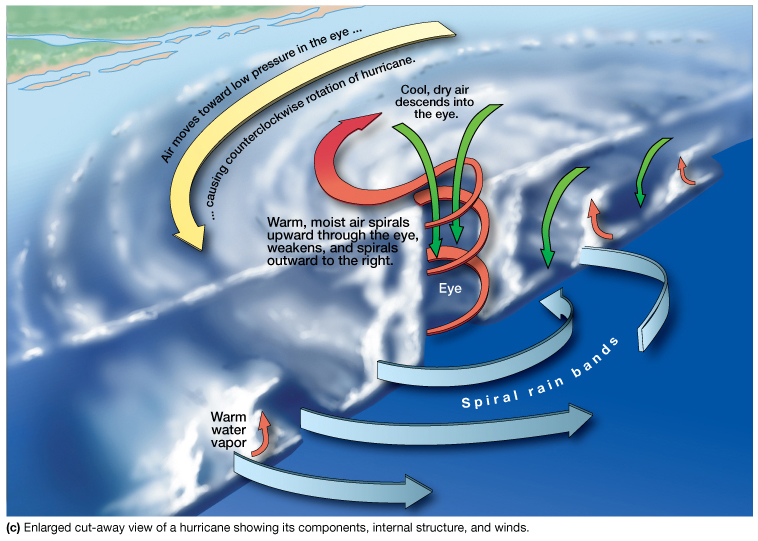 Air moves toward low pressure in the eye ...
... causing counterclockwise rotation of hurricane.
Cool, dry air
descends into
the eye.
Warm, moist air spirals
upward through the eye,
weakens, and spirals
outward to the right.
Eye
Spiral rain bands
Warm
water
vapor
(c) Enlarged cut-away view of a hurricane showing its components, internal structure, and winds.